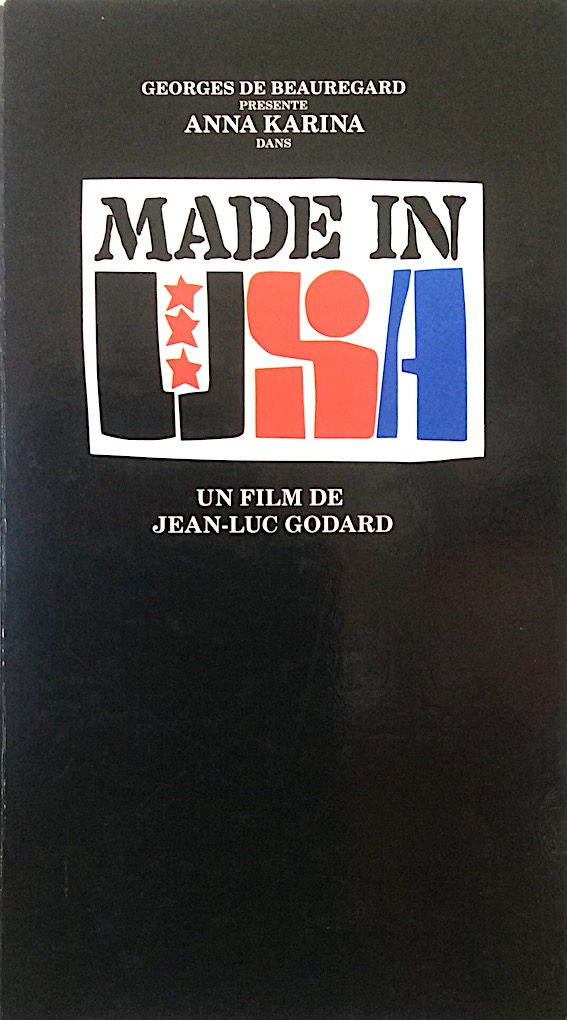 GEORGES DE BEAUREGARD
PRESENTE
ANNA KARINA
DANS
MADE IN
USA
UN FILM DE
JEAN-LUC GODARD